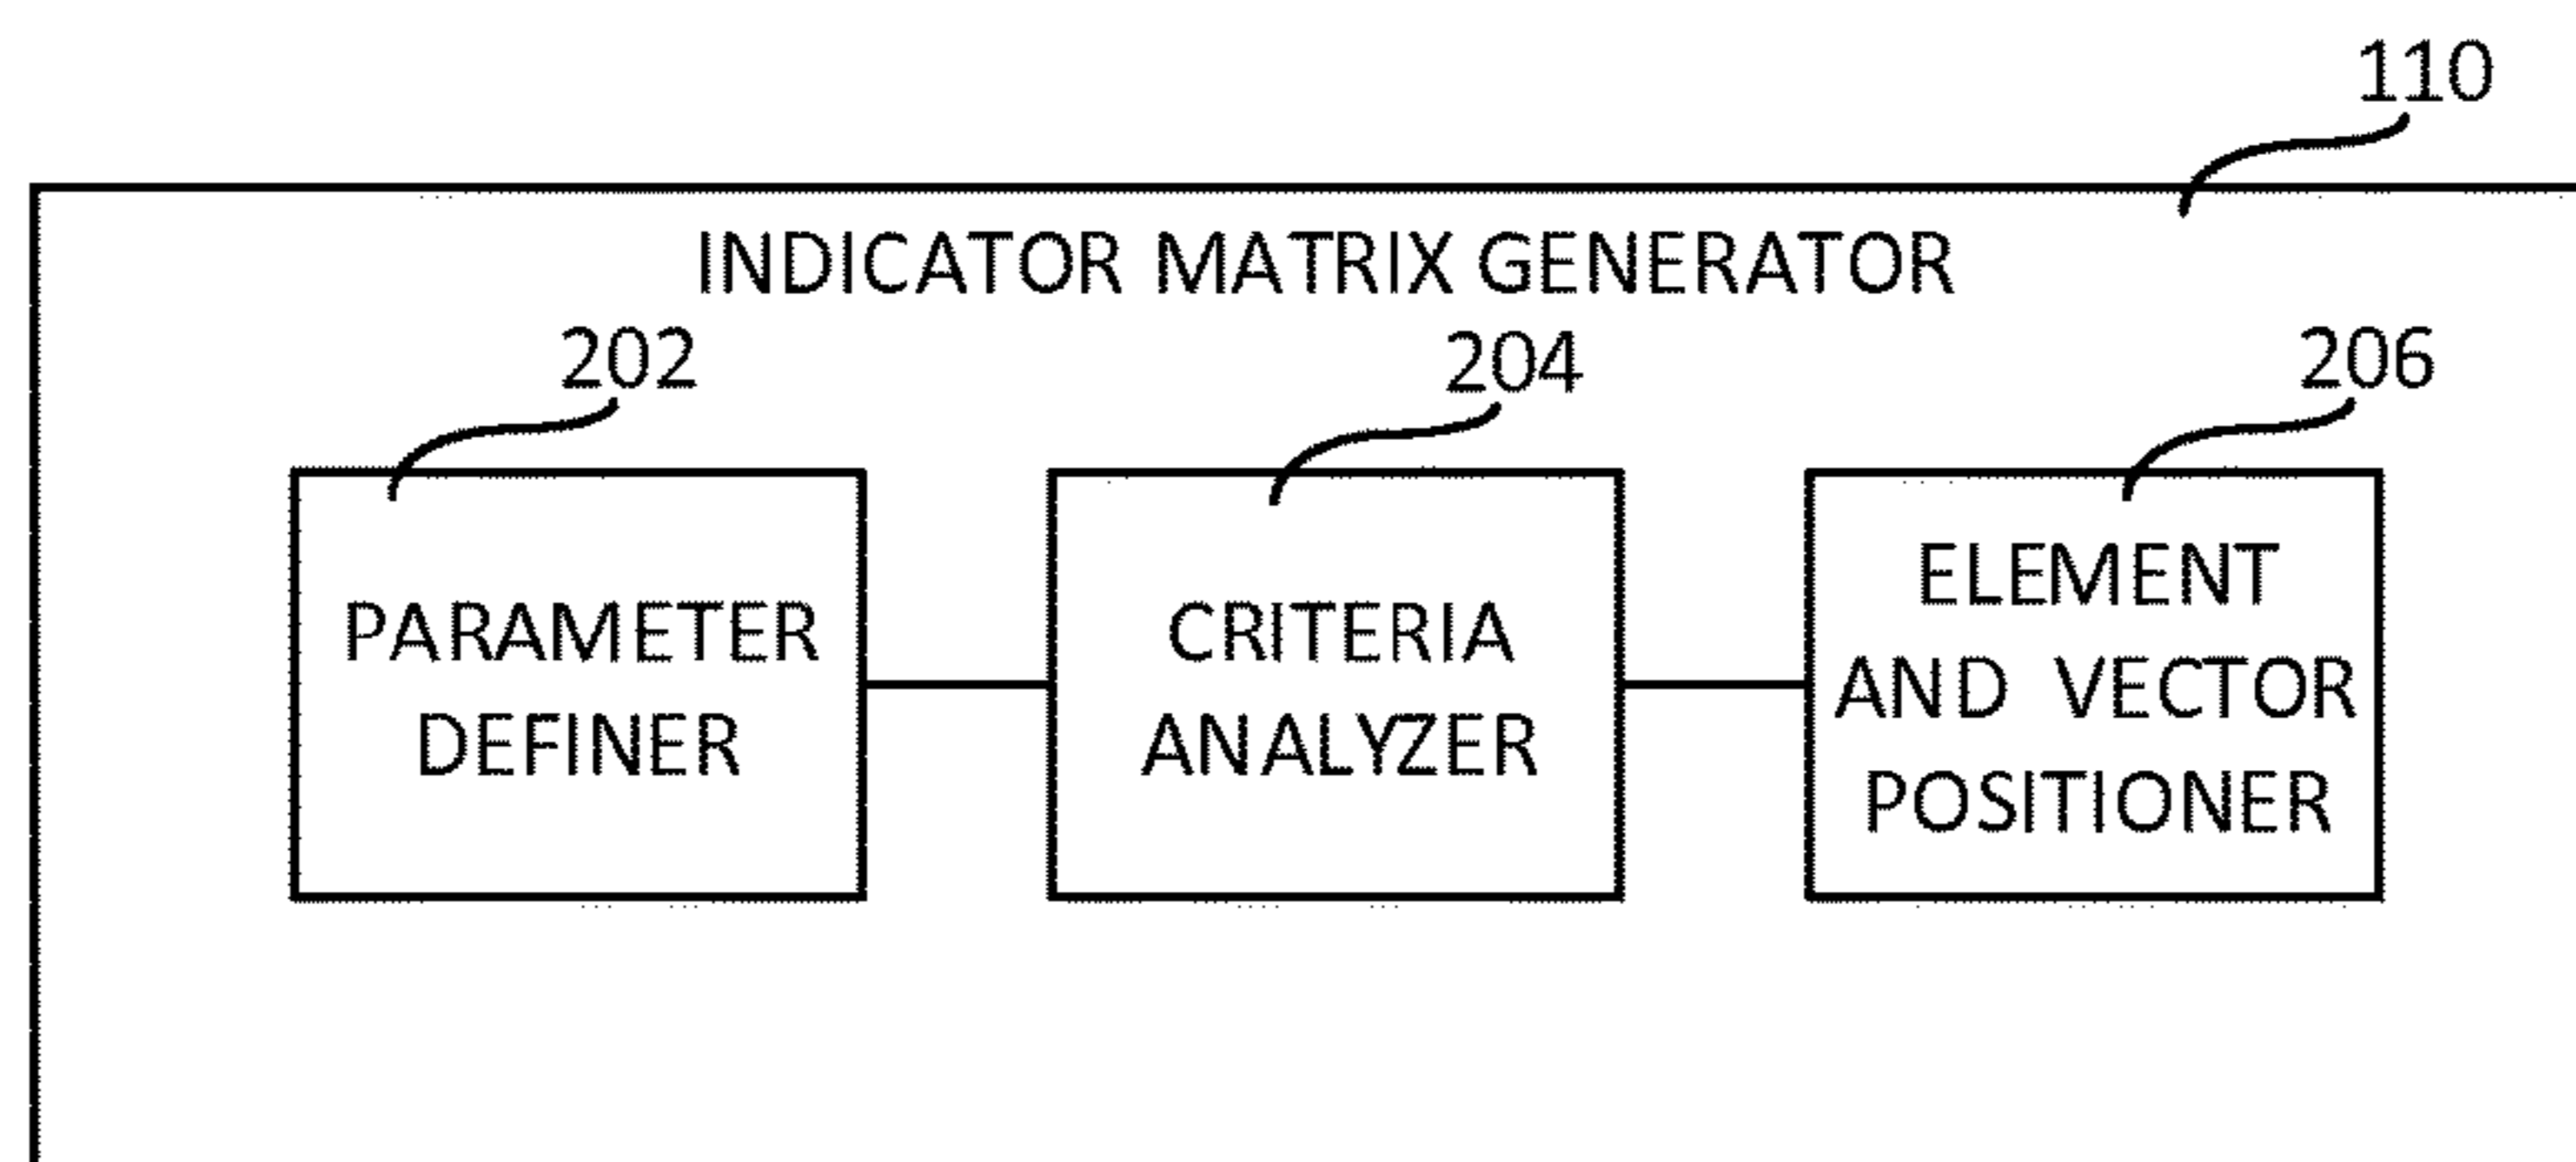 110
INDICATOR MATRIX GENERATOR
202
204
206
PARAMETER
DEFINER
CRITERIA
ANALYZER
ELEMENT
AND VECTOR
POSITIONER